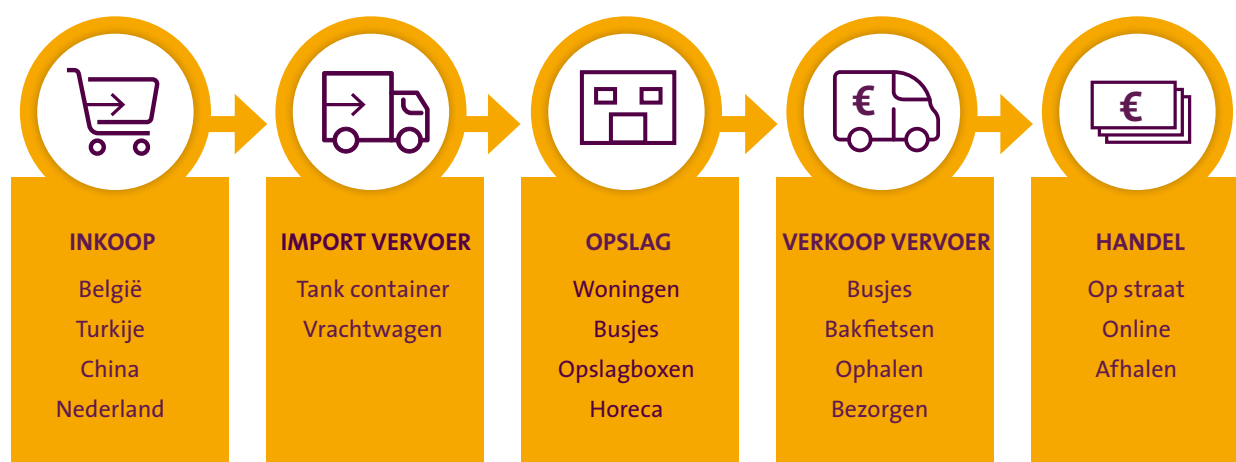 €
€
INKOOP
België
Turkije
China
Nederland
IMPORT VERVOER
Tank container
Vrachtwagen
OPSLAG
Woningen
Busjes
Opslagboxen
Horeca
VERKOOP VERVOER
Busjes
Bakfietsen
Ophalen
Bezorgen
HANDEL
Op straat
Online
Afhalen